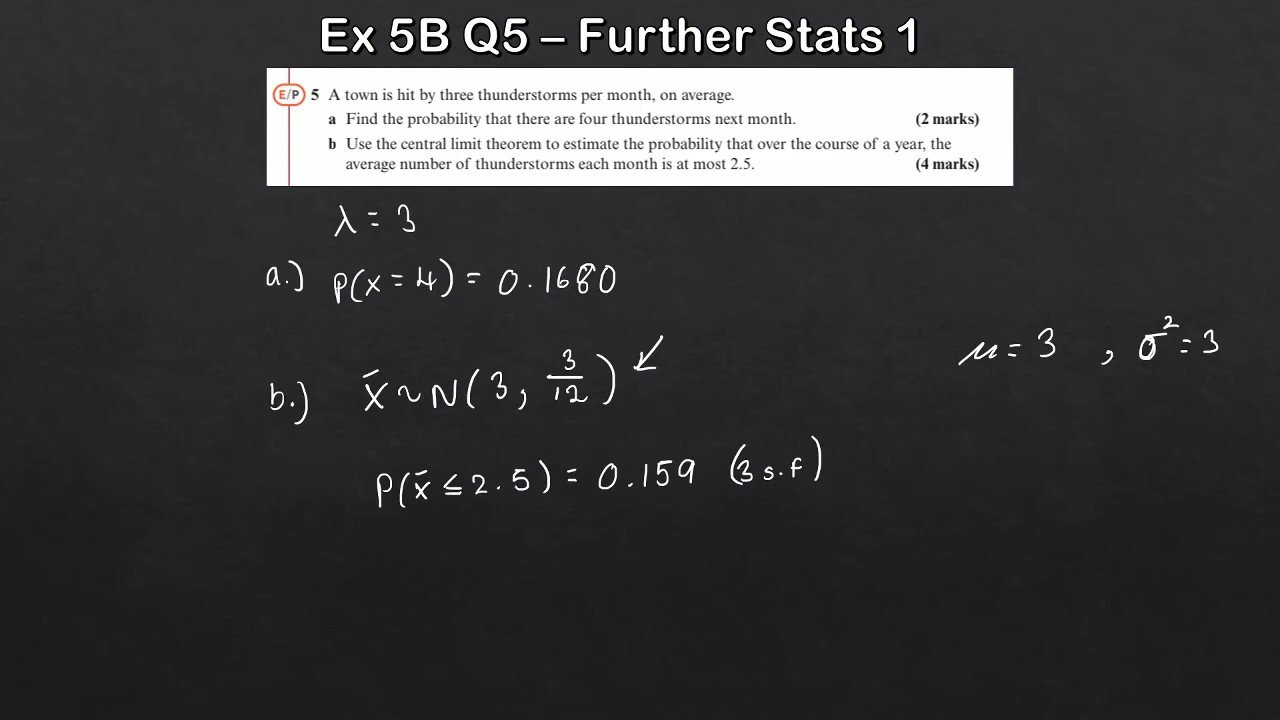 Ex 5B Q5 – Further Stats 1
E/P 5 A town is hit by three thunderstorms per month, on average.
a Find the probability that there are four thunderstorms next month. (2 marks)
b Use the central limit theorem to estimate the probability that over the course of a year, the
average number of thunderstorms each month is at most 2.5. (4 marks)
λ = 3
a.) P(x = 4) = 0.1680
μ = 3 , σ² = 3
b.) x̄ ~ N(3, 3/12)
P(x̄ ≤ 2.5) = 0.159 (3 s.f)